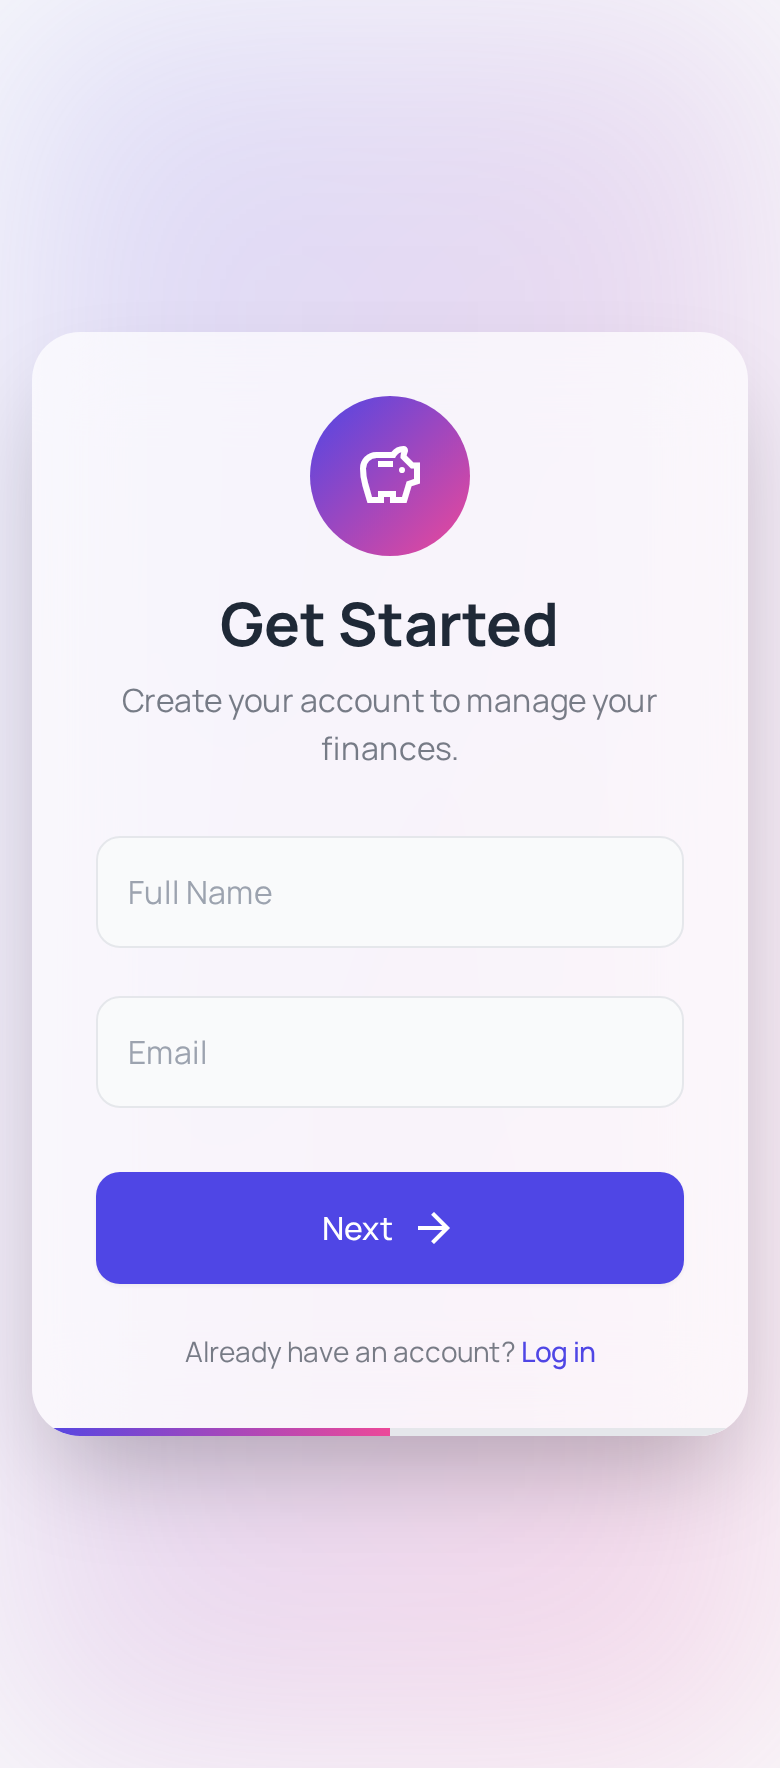 Get Started
Create your account to manage your
finances.
Full Name
Email
Next
Already have an account? Log in